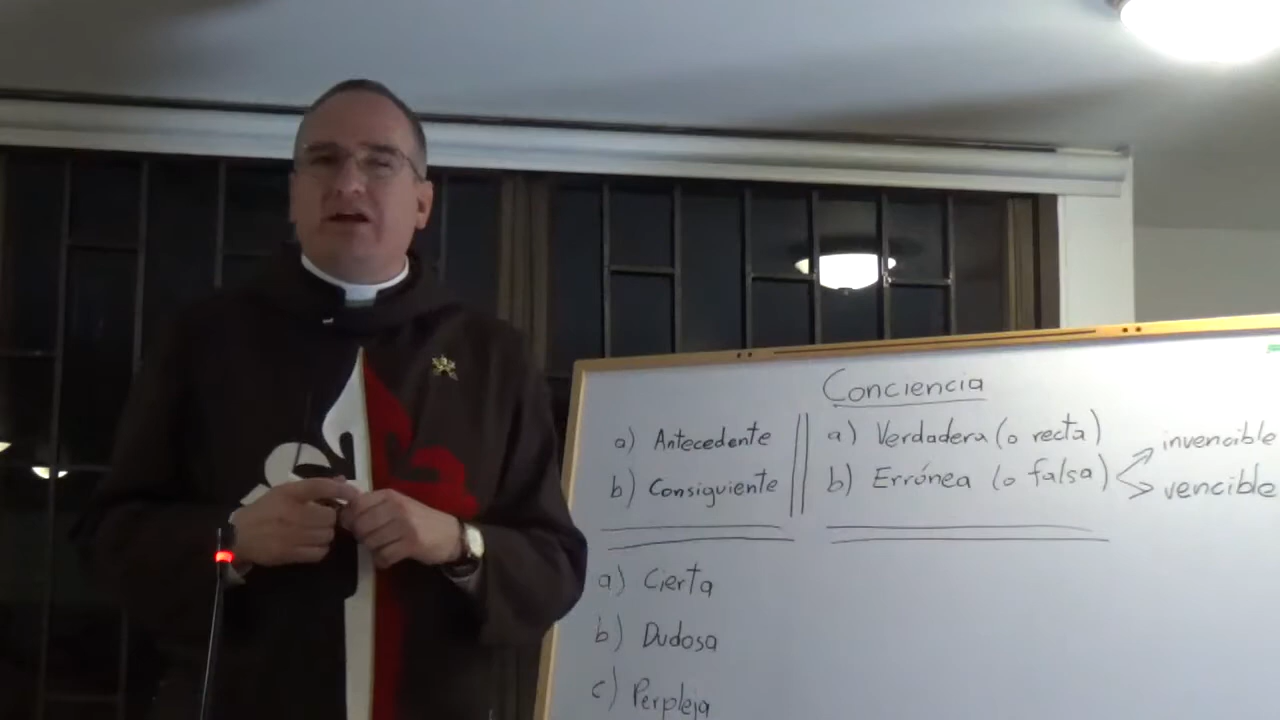 Conciencia
a) Antecedente
b) Consiguiente
a) Verdadera (o recta)
b) Errónea (o falsa)
invencible
vencible
a) Cierta
b) Dudosa
c) Perpleja